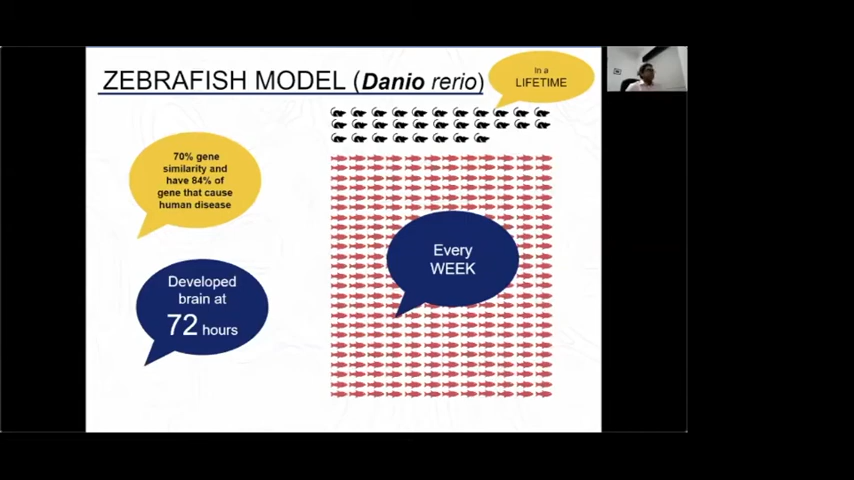 ZEBRAFISH MODEL (Danio rerio)
In a
LIFETIME
70% gene
similarity and
have 84% of
gene that cause
human disease
Every
WEEK
Developed
brain at
72 hours